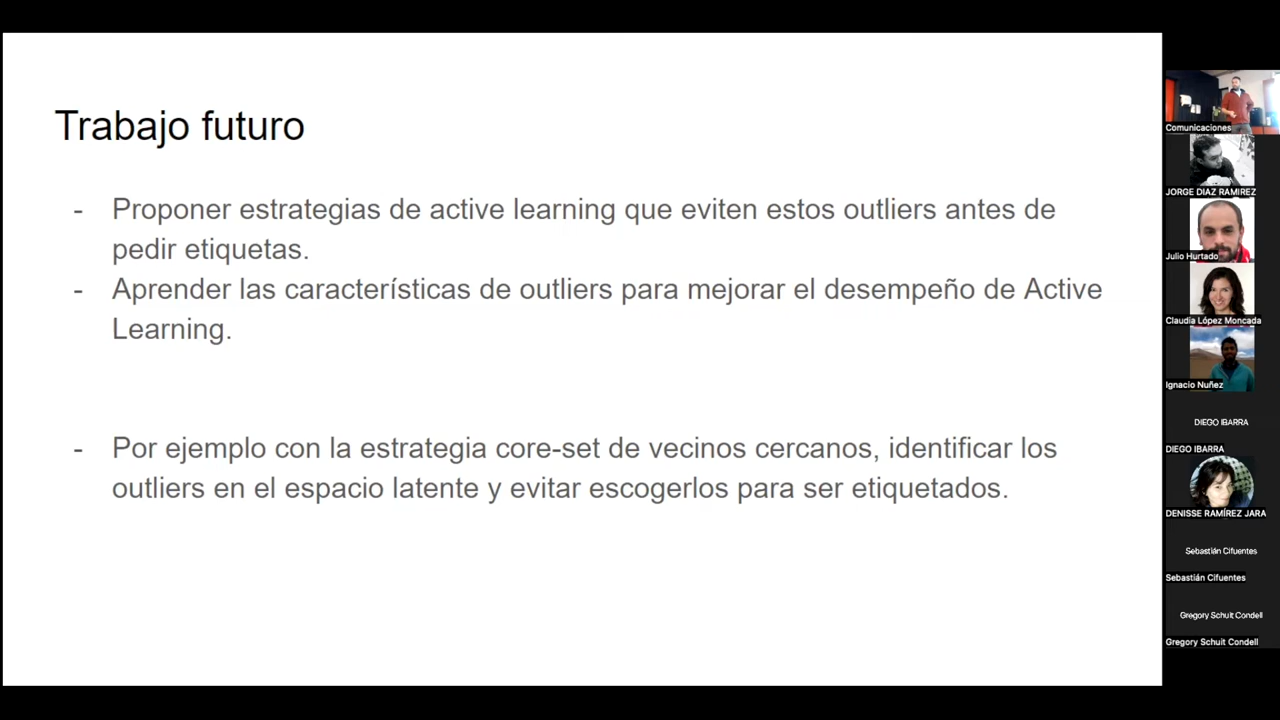 Trabajo futuro
- Proponer estrategias de active learning que eviten estos outliers antes de
pedir etiquetas.
- Aprender las características de outliers para mejorar el desempeño de Active
Learning.
- Por ejemplo con la estrategia core-set de vecinos cercanos, identificar los
outliers en el espacio latente y evitar escogerlos para ser etiquetados.
Comunicaciones
JORGE DIAZ RAMIREZ
Julio Hurtado
Claudia López Moncada
Ignacio Nuñez
DIEGO IBARRA
DIEGO IBARRA
DENISSE RAMÍREZ JARA
Sebastián Cifuentes
Sebastián Cifuentes
Gregory Schuit Condell
Gregory Schuit Condell